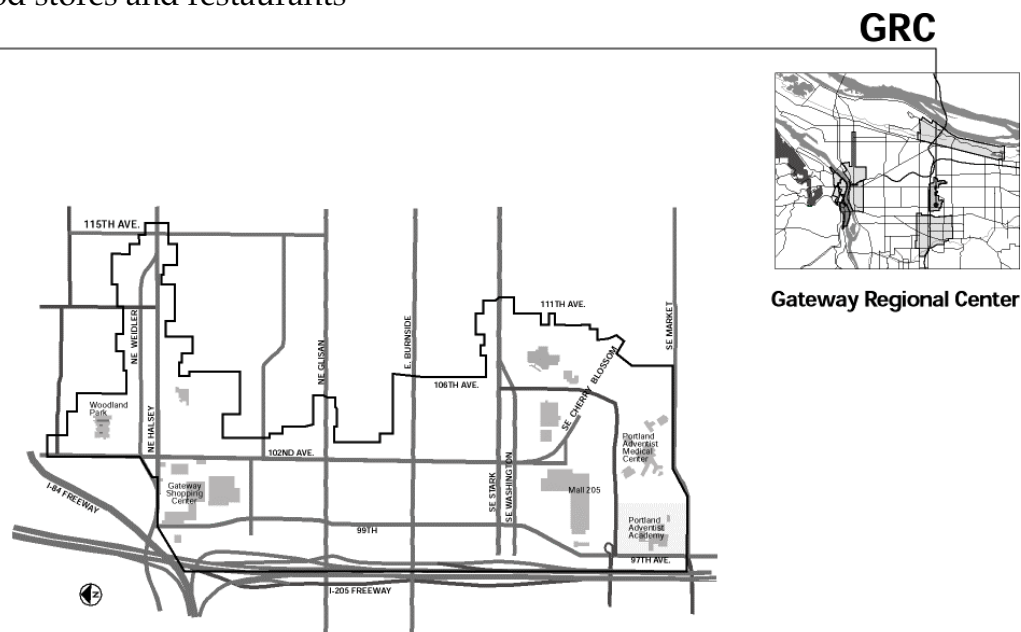 od stores and restaurants
GRC
Gateway Regional Center
115TH AVE.
111TH AVE.
SE MARKET
NE WEIDLER
NE GLISAN
E. BURNSIDE
SE CHERRY BLOSSOM
106TH AVE.
Woodland
Park
NE HALSEY
102ND AVE.
Portland
Adventist
Medical
Center
SE STARK
SE WASHINGTON
Gateway
Shopping
Center
Mall 205
I-84 FREEWAY
99TH
Portland
Adventist
Academy
97TH AVE.
I-205 FREEWAY
N